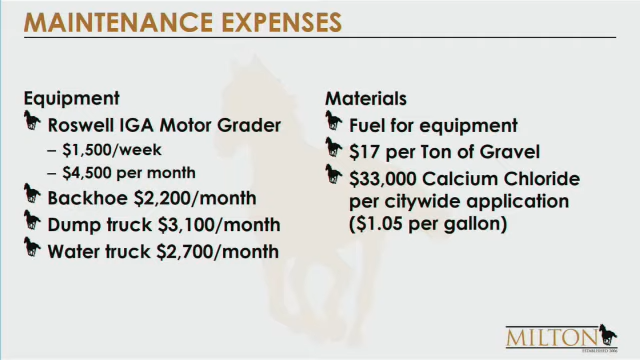 MAINTENANCE EXPENSES
Equipment
Roswell IGA Motor Grader
– $1,500/week
– $4,500 per month
Backhoe $2,200/month
Dump truck $3,100/month
Water truck $2,700/month
Materials
Fuel for equipment
$17 per Ton of Gravel
$33,000 Calcium Chloride
per citywide application
($1.05 per gallon)
MILTON